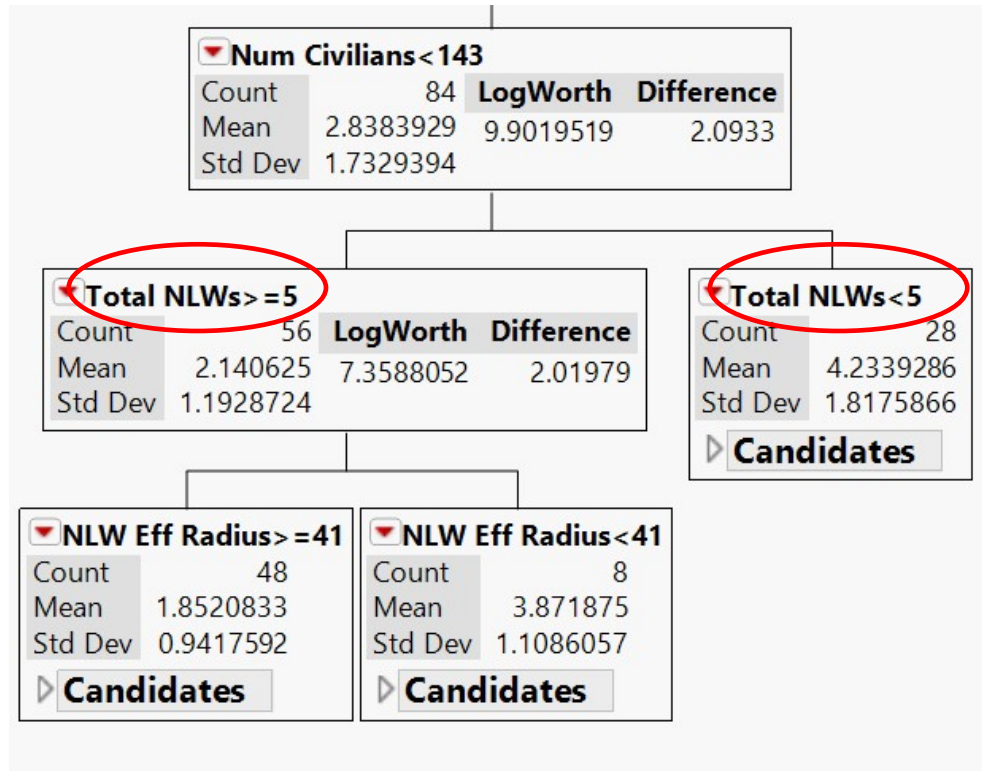 Num Civilians<143
Count 84 LogWorth Difference
Mean 2.8383929 9.9019519 2.0933
Std Dev 1.7329394
Total NLWs>=5
Count 56 LogWorth Difference
Mean 2.140625 7.3588052 2.01979
Std Dev 1.1928724
Total NLWs<5
Count 28
Mean 4.2339286
Std Dev 1.8175866
Candidates
NLW Eff Radius>=41
Count 48
Mean 1.8520833
Std Dev 0.9417592
Candidates
NLW Eff Radius<41
Count 8
Mean 3.871875
Std Dev 1.1086057
Candidates